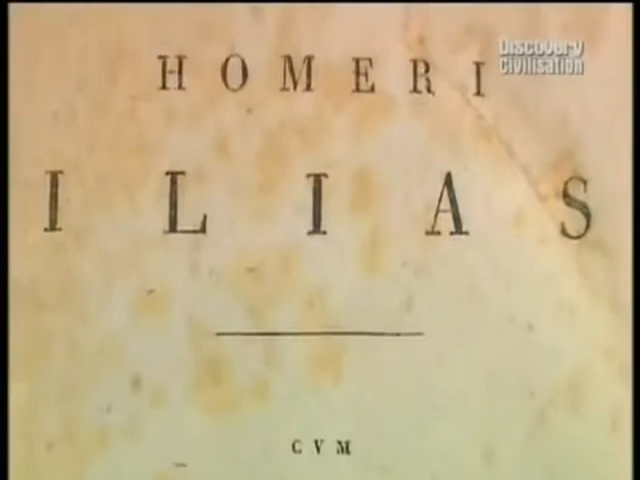 Discovery
Civilisation
HOMERI
ILIAS
CVM